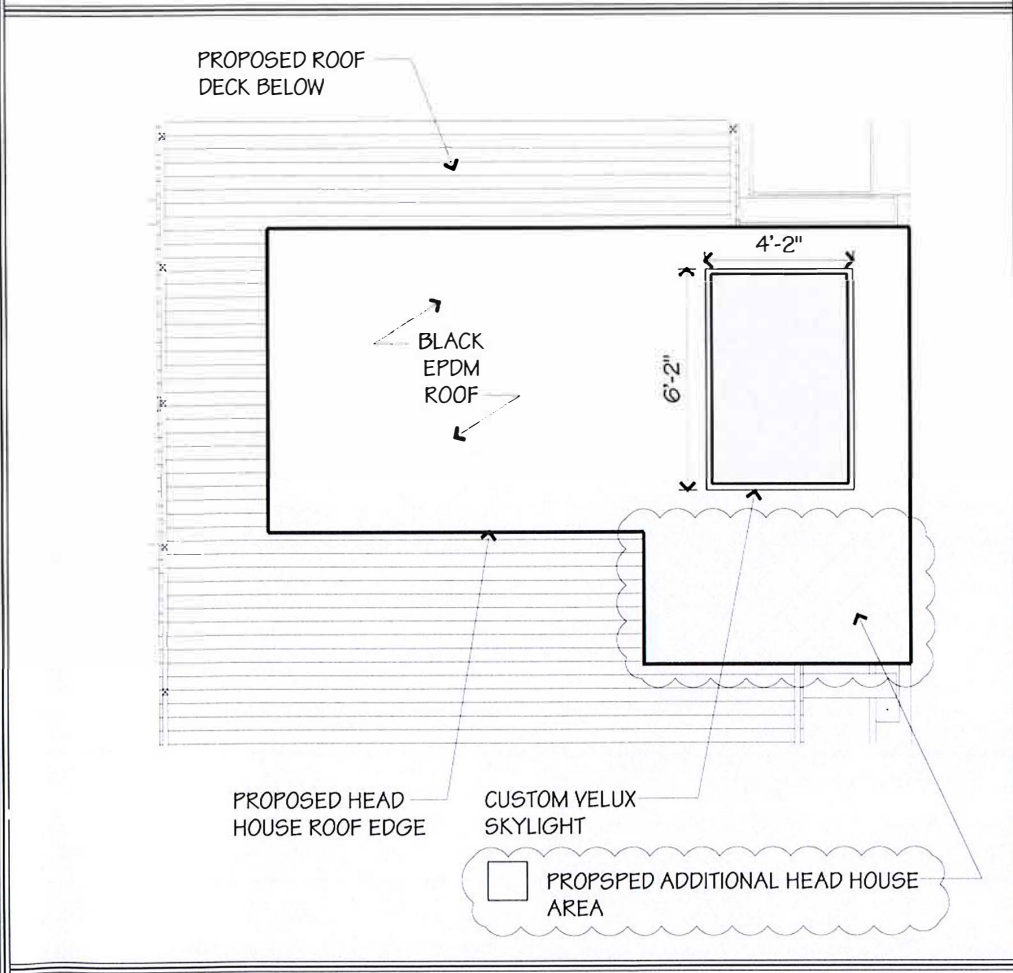 PROPOSED ROOF
DECK BELOW
4'-2"
6'-2"
BLACK
EPDM
ROOF
PROPOSED HEAD
HOUSE ROOF EDGE
CUSTOM VELUX
SKYLIGHT
PROPSPED ADDITIONAL HEAD HOUSE
AREA